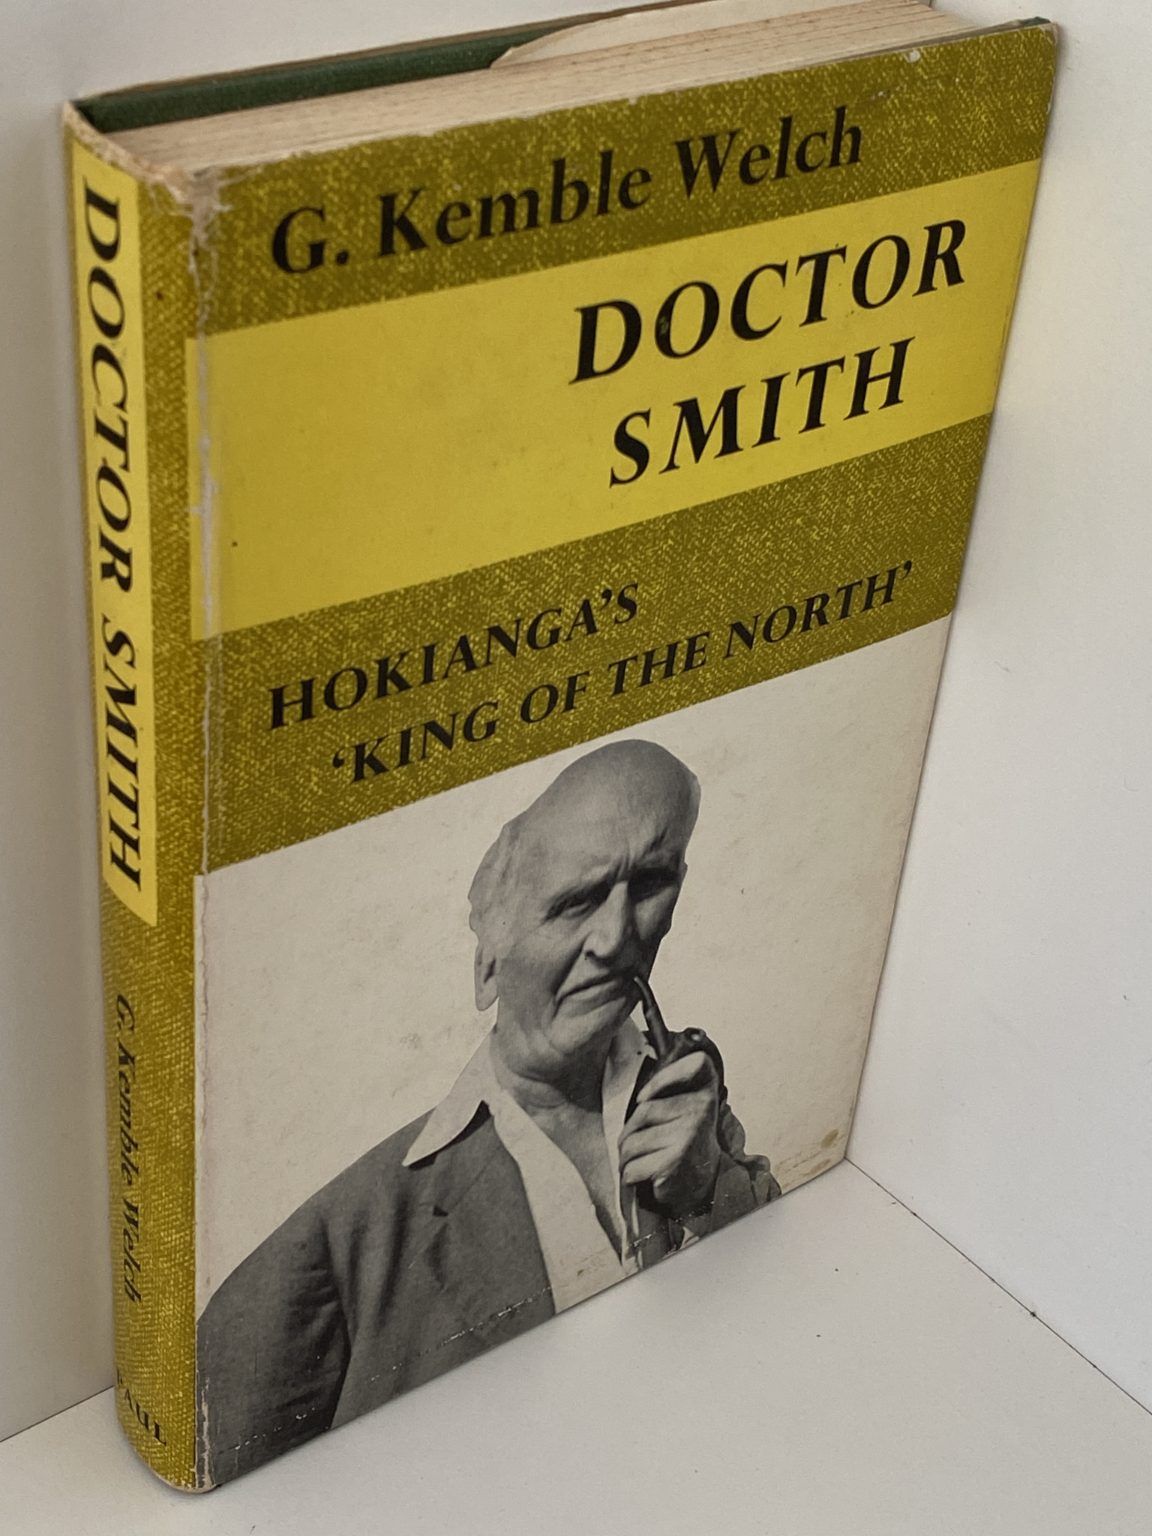 G. Kemble Welch
DOCTOR
SMITH
HOKIANGA'S
'KING OF THE NORTH'
DOCTOR SMITH
G. Kemble Welch
PAUL